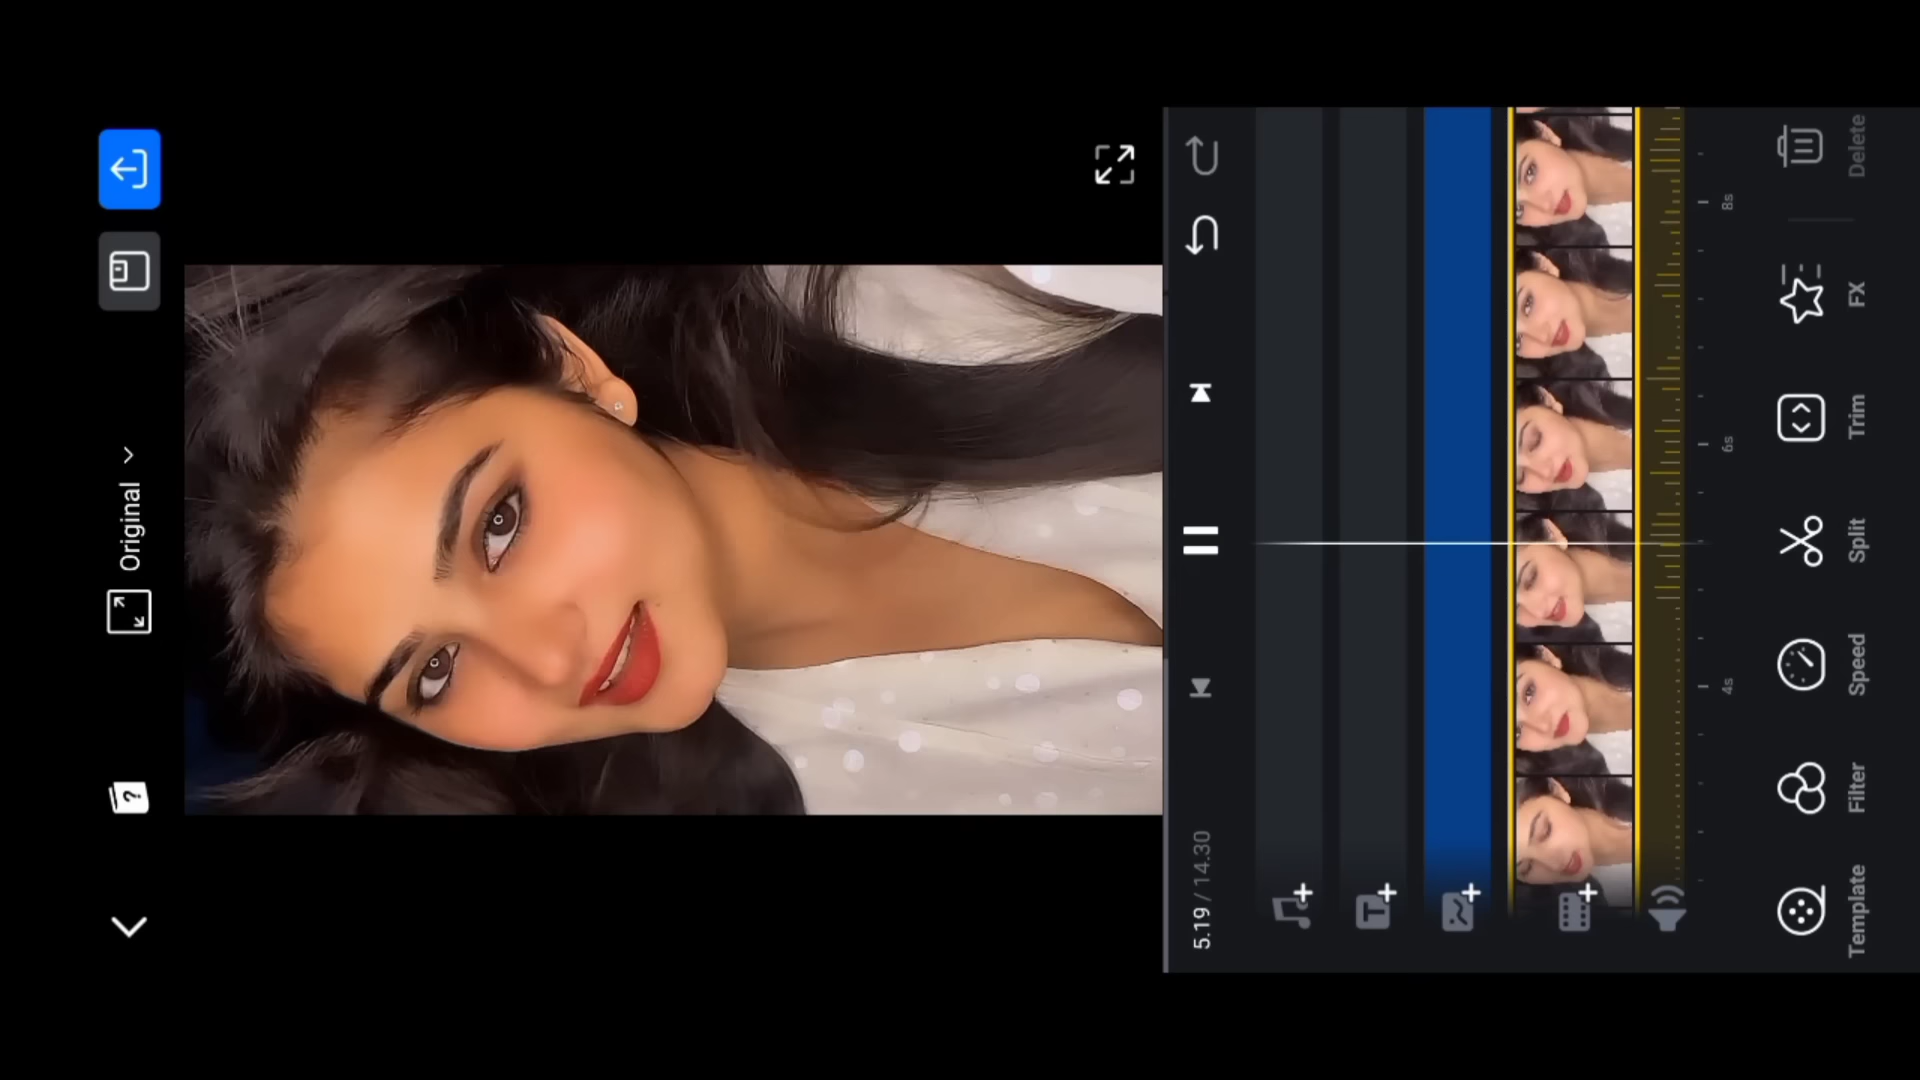 ?
Original
5.19 / 14.30
T
4s
6s
8s
Template
Filter
Speed
Split
Trim
FX
Delete